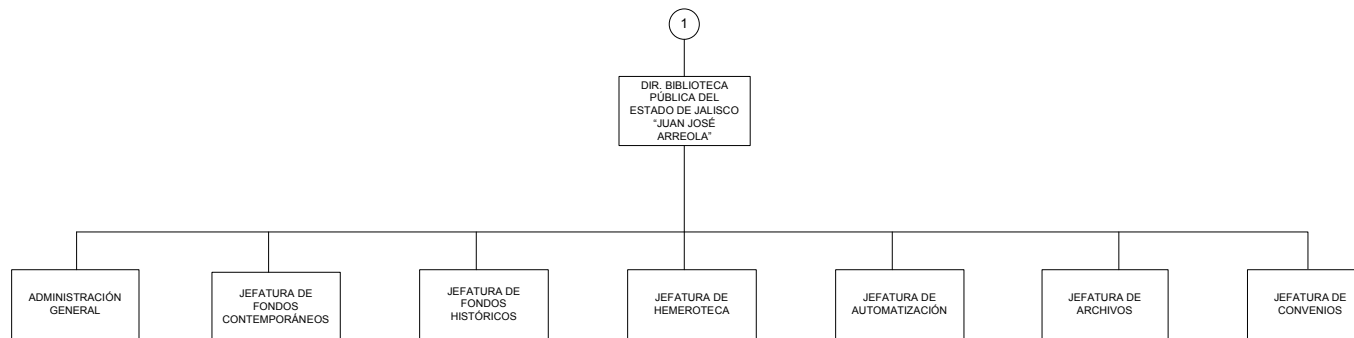 1
DIR. BIBLIOTECA
PÚBLICA DEL
ESTADO DE JALISCO
“JUAN JOSÉ
ARREOLA”
ADMINISTRACIÓN
GENERAL
JEFATURA DE
FONDOS
CONTEMPORÁNEOS
JEFATURA DE
FONDOS
HISTÓRICOS
JEFATURA DE
HEMEROTECA
JEFATURA DE
AUTOMATIZACIÓN
JEFATURA DE
ARCHIVOS
JEFATURA DE
CONVENIOS